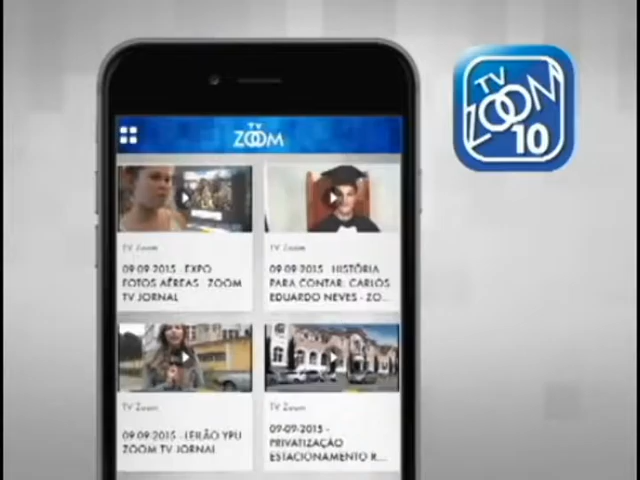 TV
ZOOM
10
TV
ZOOM
TV Zoom
09-09-2015 - EXPO
FOTOS AÉREAS - ZOOM
TV JORNAL
TV Zoom
09-09-2015 - HISTÓRIA
PARA CONTAR: CARLOS
EDUARDO NEVES - ZO...
TV Zoom
09-09-2015 - LEILÃO YPU
ZOOM TV JORNAL
TV Zoom
09-09-2015 -
PRIVATIZAÇÃO
ESTACIONAMENTO R...